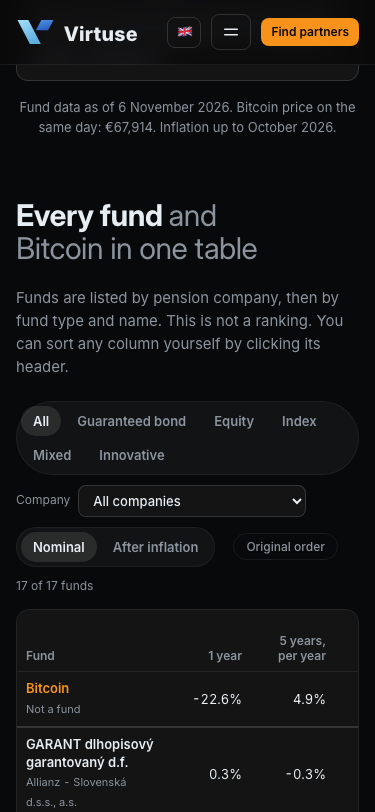 Virtuse
Find partners
Fund data as of 6 November 2026. Bitcoin price on the
same day: €67,914. Inflation up to October 2026.
Every fund and
Bitcoin in one table
Funds are listed by pension company, then by
fund type and name. This is not a ranking. You
can sort any column yourself by clicking its
header.
All Guaranteed bond Equity Index
Mixed Innovative
Company All companies
Nominal After inflation Original order
17 of 17 funds
5 years,
Fund 1 year per year
Bitcoin
Not a fund
-22.6% 4.9%
GARANT dlhopisový
garantovaný d.f.
0.3% -0.3%
Allianz - Slovenská
d.s.s., a.s.